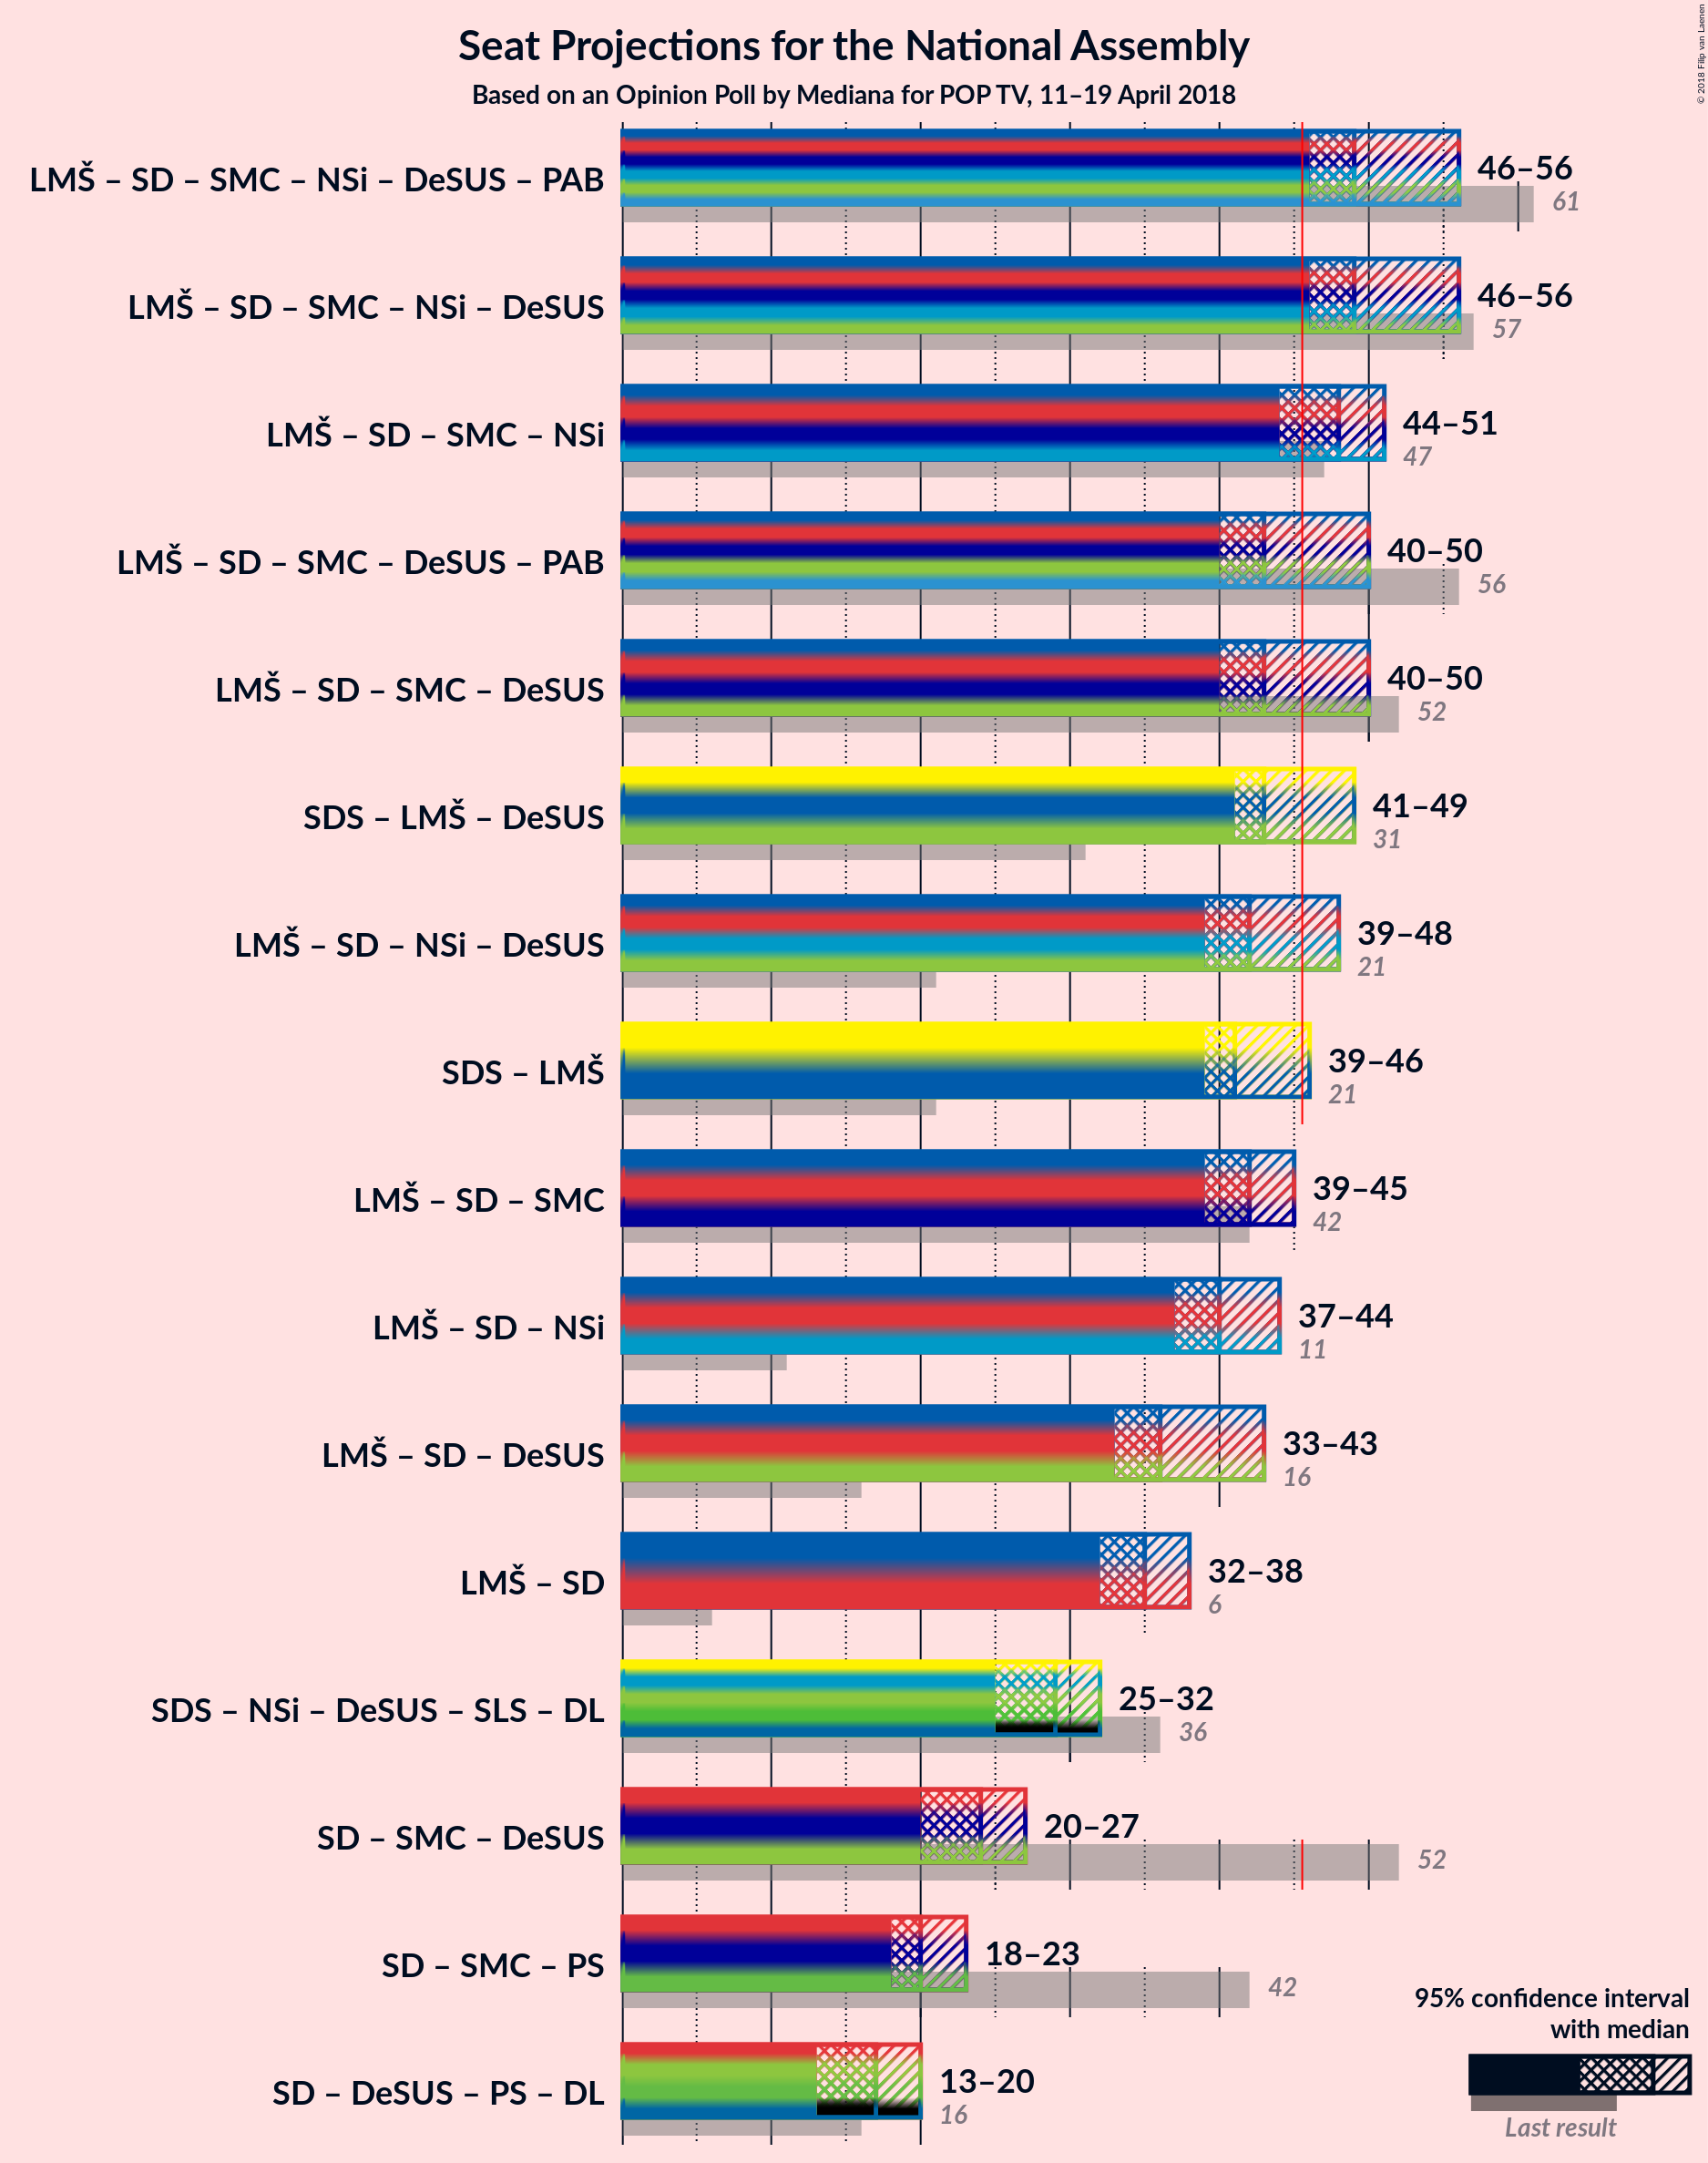 © 2018 Filip van Laenen
Seat Projections for the National Assembly
Based on an Opinion Poll by Mediana for POP TV, 11–19 April 2018
LMŠ – SD – SMC – NSi – DeSUS – PAB
46–56
61
LMŠ – SD – SMC – NSi – DeSUS
46–56
57
LMŠ – SD – SMC – NSi
44–51
47
LMŠ – SD – SMC – DeSUS – PAB
40–50
56
LMŠ – SD – SMC – DeSUS
40–50
52
SDS – LMŠ – DeSUS
41–49
31
LMŠ – SD – NSi – DeSUS
39–48
21
SDS – LMŠ
39–46
21
LMŠ – SD – SMC
39–45
42
LMŠ – SD – NSi
37–44
11
LMŠ – SD – DeSUS
33–43
16
LMŠ – SD
32–38
6
SDS – NSi – DeSUS – SLS – DL
25–32
36
SD – SMC – DeSUS
20–27
52
SD – SMC – PS
18–23
42
SD – DeSUS – PS – DL
13–20
16
95% confidence interval
with median
Last result